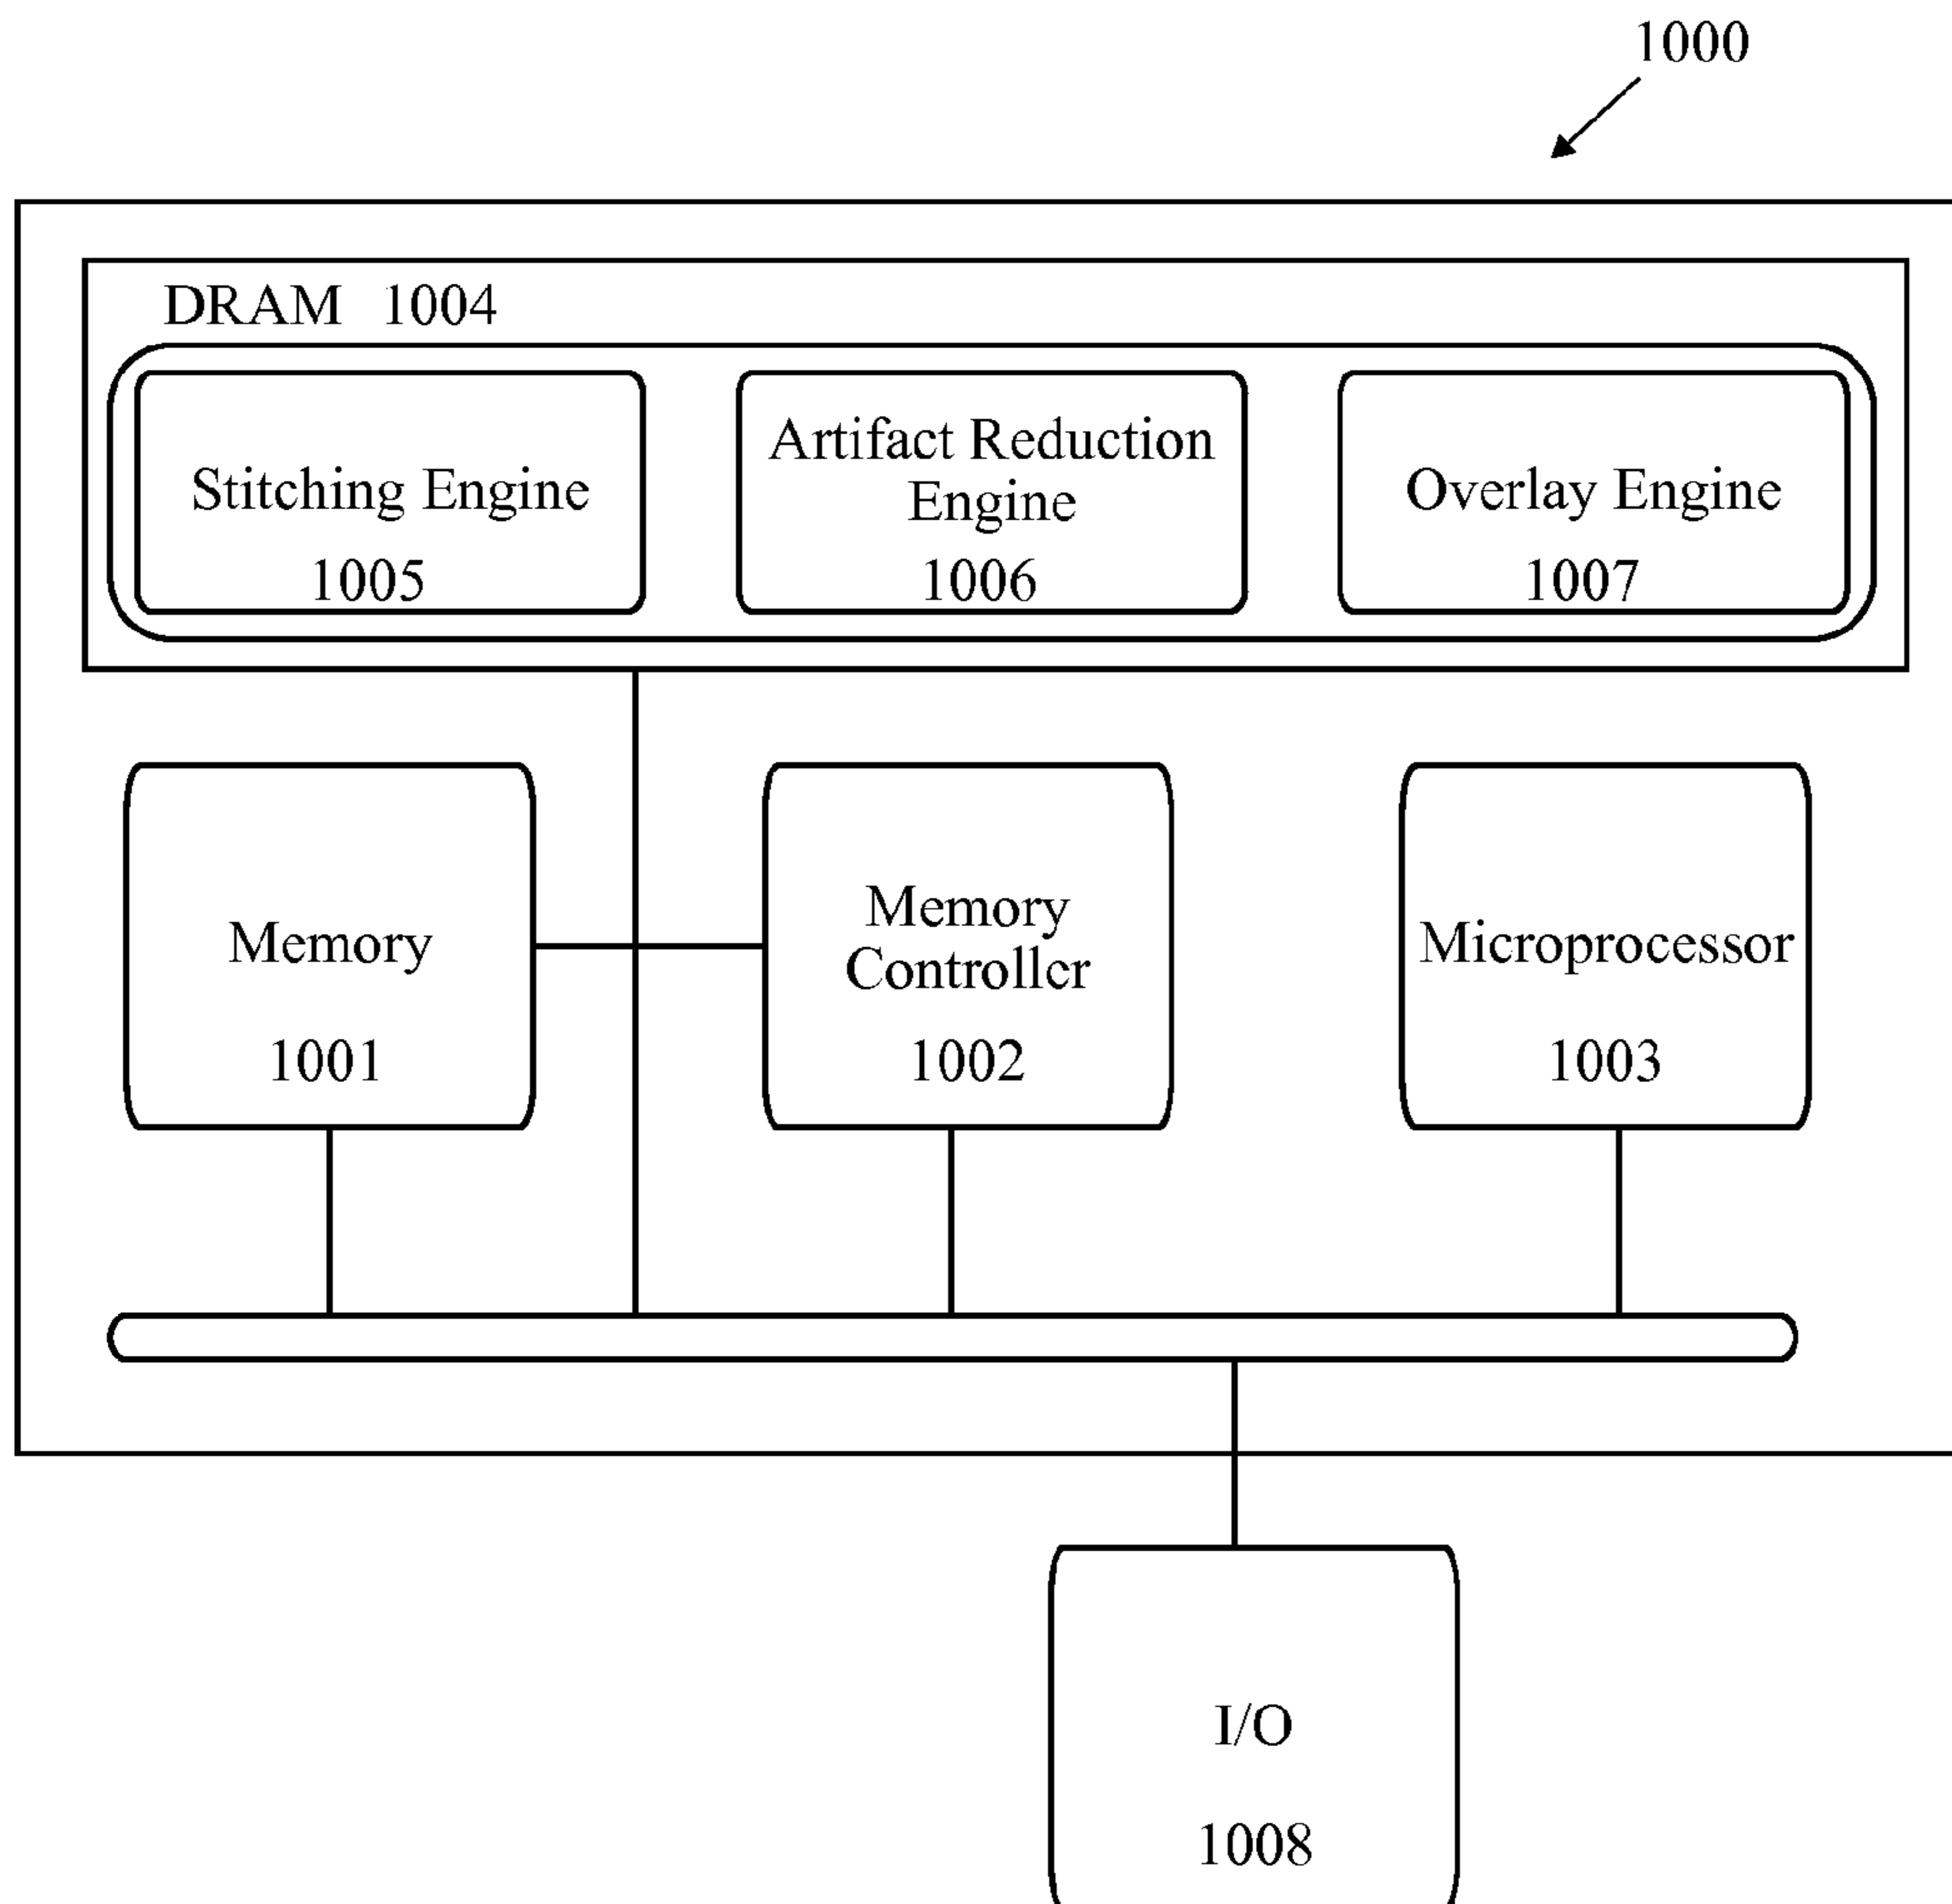 1000
DRAM 1004
Stitching Engine
1005
Artifact Reduction
Engine
1006
Overlay Engine
1007
Memory
1001
Memory
Controller
1002
Microprocessor
1003
I/O
1008